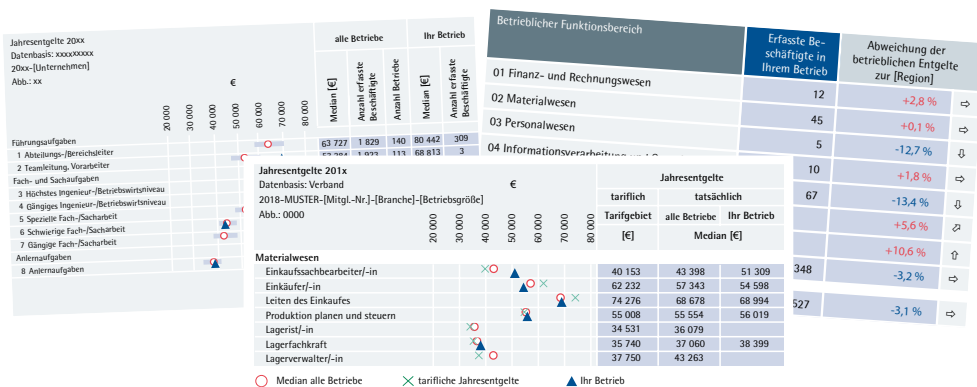 Jahresentgelte 20xx
Datenbasis: xxxxxxxxx
20xx-[Unternehmen]
Abb.: xx
€
20 000 30 000 40 000 50 000 60 000 70 000 80 000
alle Betriebe Ihr Betrieb
Median [€] Anzahl erfasste Beschäftigte Anzahl Betriebe Median [€] Anzahl erfasste Beschäftigte
Führungsaufgaben
1 Abteilungs-/Bereichsleiter 63 727 1 829 140 80 442 309
2 Teamleitung, Vorarbeiter 113 68 813 3
Fach- und Sachaufgaben
3 Höchstes Ingenieur-/Betriebswirtsniveau
4 Gängiges Ingenieur-/Betriebswirtsniveau
5 Spezielle Fach-/Sacharbeit
6 Schwierige Fach-/Sacharbeit
7 Gängige Fach-/Sacharbeit
Anlernaufgaben
8 Anlernaufgaben
Betrieblicher Funktionsbereich
Erfasste Be-
schäftigte in
Ihrem Betrieb
Abweichung der
betrieblichen Entgelte
zur [Region]
01 Finanz- und Rechnungswesen 12 +2,8 %
02 Materialwesen 45 +0,1 %
03 Personalwesen 5 -12,7 %
04 Informationsverarbeitung 10 +1,8 %
67 -13,4 %
+5,6 %
+10,6 %
348 -3,2 %
527 -3,1 %
Jahresentgelte 201x
Datenbasis: Verband
2018-MUSTER-[Mitgl.-Nr.]-[Branche]-[Betriebsgröße]
Abb.: 0000
€
20 000 30 000 40 000 50 000 60 000 70 000 80 000
Jahresentgelte
tariflich tatsächlich
Tarifgebiet alle Betriebe Ihr Betrieb
[€] Median [€]
Materialwesen
Einkaufssachbearbeiter/-in 40 153 43 398 51 309
Einkäufer/-in 62 232 57 343 54 598
Leiten des Einkaufes 74 276 68 678 68 994
Produktion planen und steuern 55 008 55 554 56 019
Lagerist/-in 34 531 36 079
Lagerfachkraft 35 740 37 060 38 399
Lagerverwalter/-in 37 750 43 263
Median alle Betriebe tarifliche Jahresentgelte Ihr Betrieb